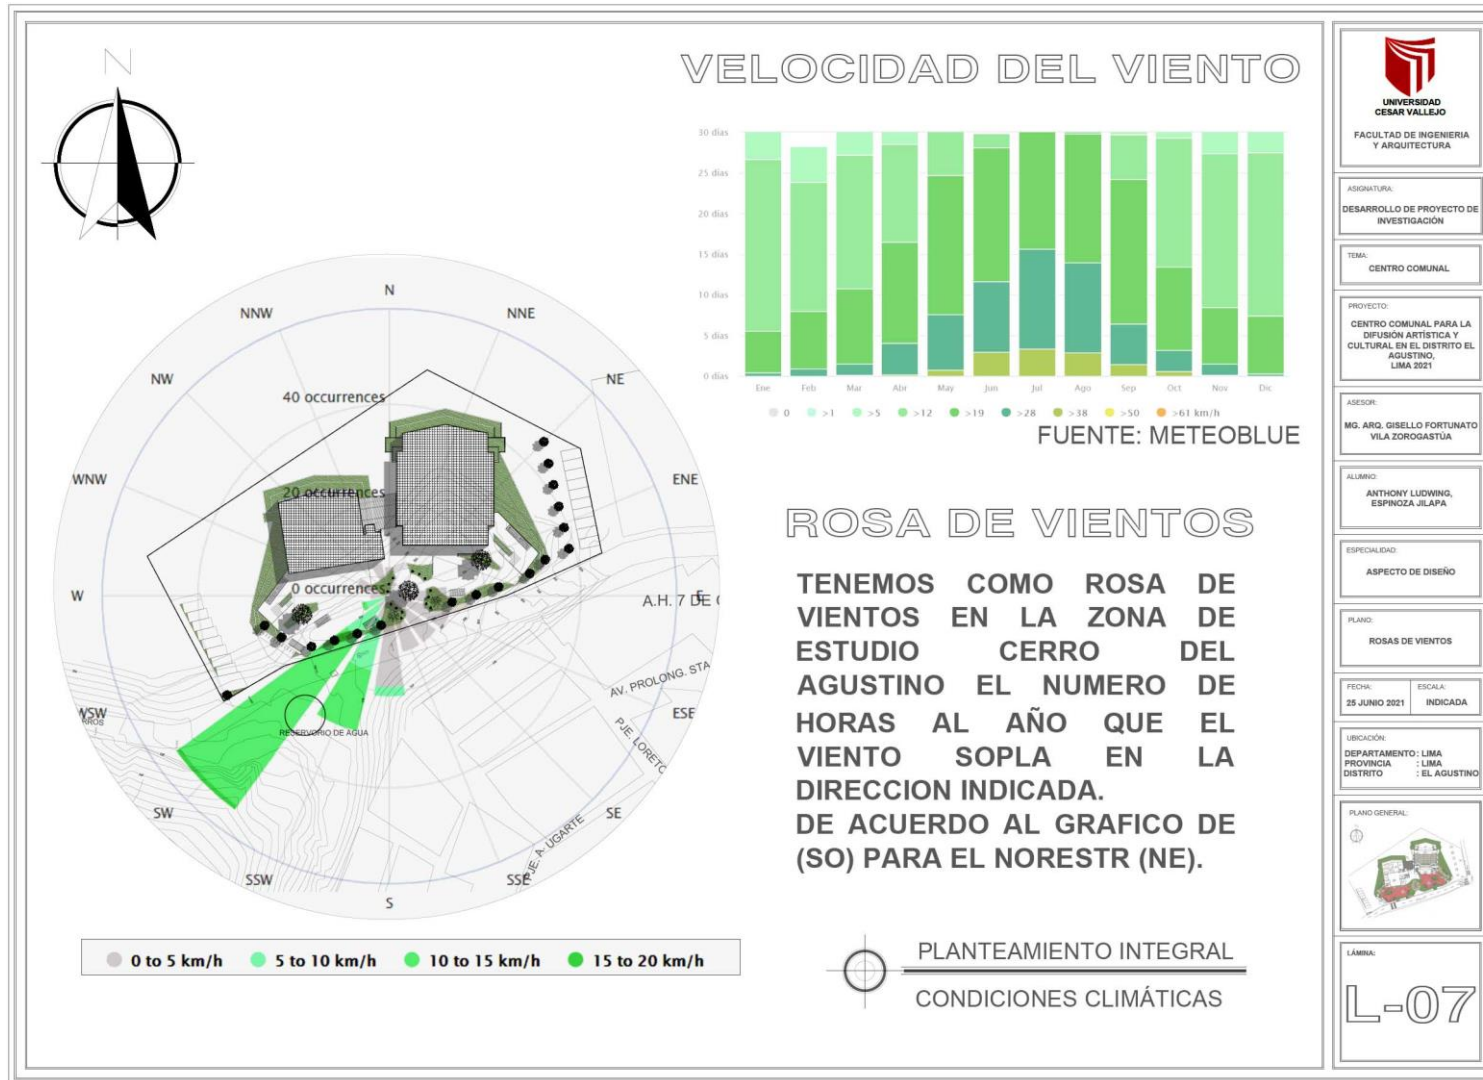 N
VELOCIDAD DEL VIENTO
30 días
25 días
20 días
15 días
10 días
5 días
0 días
Ene Feb Mar Abr May Jun Jul Ago Sep Oct Nov Dic
0 >1 >5 >12 >19 >28 >38 >50 >61 km/h
FUENTE: METEOBLUE
N
NNW
NNE
NW
NE
40 occurrences
WNW
ENE
20 occurrences
0 occurrences
W
E
A.H. 7 DE
AV. PROLONG. STA
WSW
ESE
RESERVORIO DE AGUA
PJE. LORETO
SW
SE
PJE. A. UGARTE
SSW
SSE
S
0 to 5 km/h 5 to 10 km/h 10 to 15 km/h 15 to 20 km/h
ROSA DE VIENTOS
TENEMOS COMO ROSA DE
VIENTOS EN LA ZONA DE
ESTUDIO CERRO DEL
AGUSTINO EL NUMERO DE
HORAS AL AÑO QUE EL
VIENTO SOPLA EN LA
DIRECCION INDICADA.
DE ACUERDO AL GRAFICO DE
(SO) PARA EL NORESTR (NE).
PLANTEAMIENTO INTEGRAL
CONDICIONES CLIMÁTICAS
UNIVERSIDAD
CESAR VALLEJO
FACULTAD DE INGENIERIA
Y ARQUITECTURA
ASIGNATURA:
DESARROLLO DE PROYECTO DE
INVESTIGACIÓN
TEMA:
CENTRO COMUNAL
PROYECTO:
CENTRO COMUNAL PARA LA
DIFUSIÓN ARTÍSTICA Y
CULTURAL EN EL DISTRITO EL
AGUSTINO,
LIMA 2021
ASESOR:
MG. ARQ. GISELLO FORTUNATO
VILA ZOROGASTÚA
ALUMNO:
ANTHONY LUDWING,
ESPINOZA JILAPA
ESPECIALIDAD:
ASPECTO DE DISEÑO
PLANO:
ROSAS DE VIENTOS
FECHA:
25 JUNIO 2021
ESCALA:
INDICADA
UBICACIÓN:
DEPARTAMENTO : LIMA
PROVINCIA : LIMA
DISTRITO : EL AGUSTINO
PLANO GENERAL:
LÁMINA:
L-07